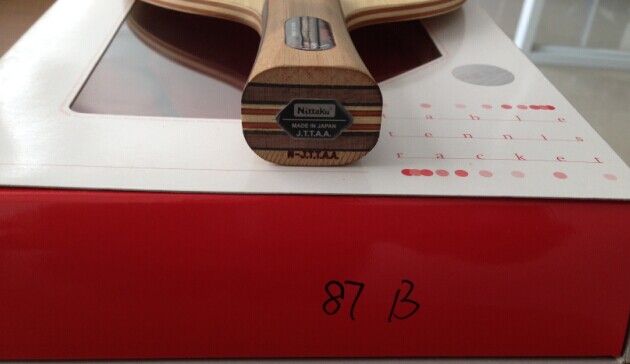 Nittaku
MADE IN JAPAN
J.T.T.A.A.
N-J.T.T.A.A.
table
tennis
racket
87 B